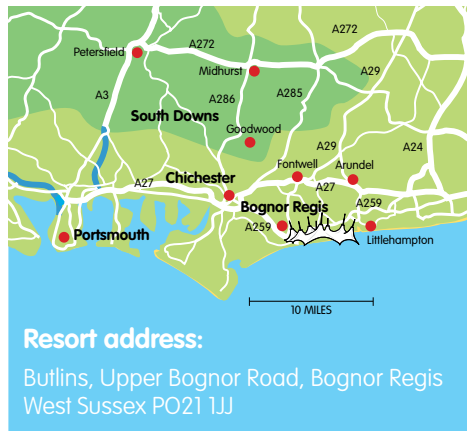 A272
A272
Petersfield
Midhurst
A29
A3
A286
A285
South Downs
Goodwood
A29
A24
Fontwell
Arundel
Chichester
A27
A27
Bognor Regis
A259
A259
Portsmouth
Littlehampton
10 MILES
Resort address:
Butlins, Upper Bognor Road, Bognor Regis
West Sussex PO21 1JJ